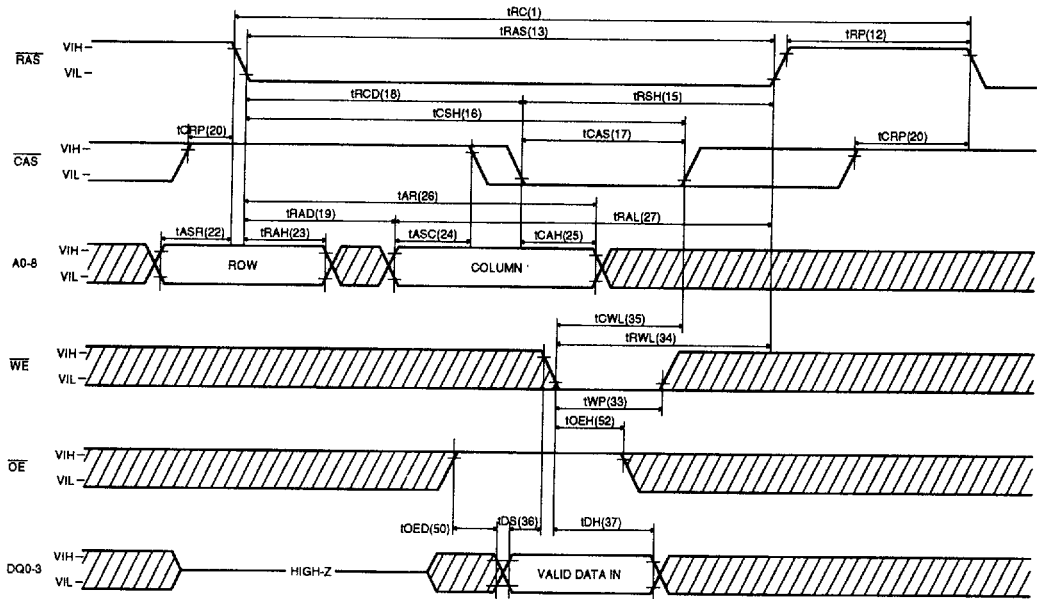 tRC(1)
tRAS(13)
tRP(12)
RAS
VIH
VIL
tRCD(18)
tRSH(15)
tCSH(16)
tCRP(20)
tCAS(17)
tCRP(20)
CAS
VIH
VIL
tAR(26)
tRAD(19)
tRAL(27)
tASR(22)
tRAH(23)
tASC(24)
tCAH(25)
A0-8
VIH
VIL
ROW
COLUMN
tCWL(35)
tRWL(34)
WE
VIH
VIL
tWP(33)
tOEH(52)
OE
VIH
VIL
tOED(50)
tDS(36)
tDH(37)
DQ0-3
VIH
VIL
HIGH-Z
VALID DATA IN